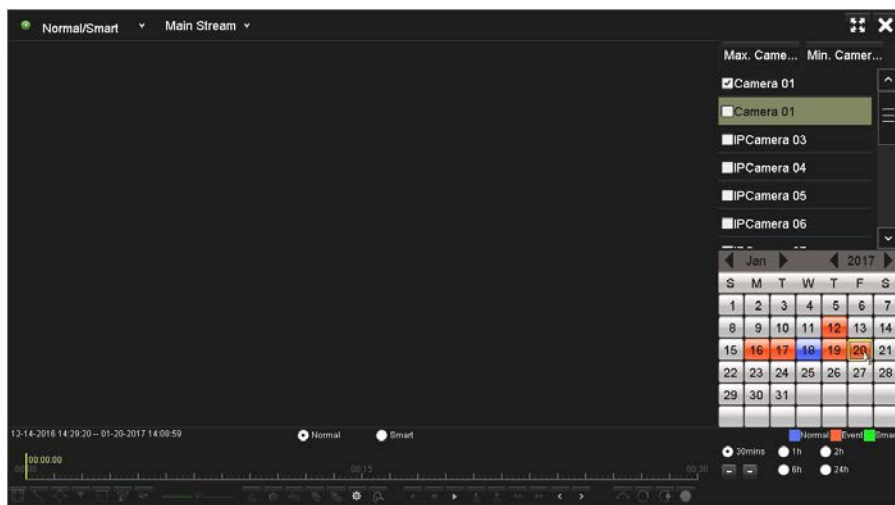 Normal/Smart Main Stream
Max. Came... Min. Camer...
Camera 01
Camera 01
IPCamera 03
IPCamera 04
IPCamera 05
IPCamera 06
Jan 2017
S M T W T F S
1 2 3 4 5 6 7
8 9 10 11 12 13 14
15 16 17 18 19 20 21
22 23 24 25 26 27 28
29 30 31
12-14-2016 14:29:20 -- 01-20-2017 14:08:59 Normal Smart
Normal Event Smart
30mins 1h 2h
6h 24h
00:00:00
00:15 00:30